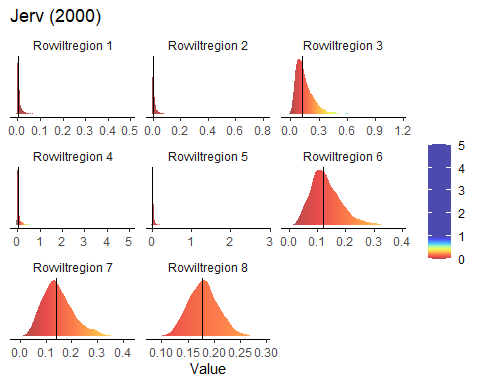 Jerv (2000)
Rowiltregion 1
Rowiltregion 2
Rowiltregion 3
0.0 0.1 0.2 0.3 0.4 0.5
0.0 0.2 0.4 0.6 0.8
0.0 0.3 0.6 0.9 1.2
Rowiltregion 4
Rowiltregion 5
Rowiltregion 6
0 1 2 3 4 5
0 1 2 3
0.0 0.1 0.2 0.3 0.4
Rowiltregion 7
Rowiltregion 8
0.0 0.1 0.2 0.3 0.4
0.10 0.15 0.20 0.25 0.30
Value
5
4
3
2
1
0